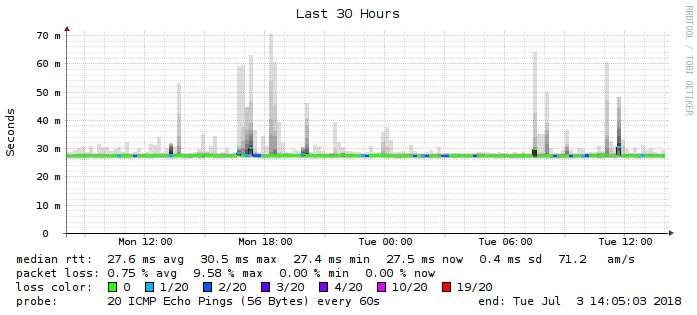 Last 30 Hours
RRDTOOL / TOBI OETIKER
Seconds
70 m
60 m
50 m
40 m
30 m
20 m
10 m
0
Mon 12:00 Mon 18:00 Tue 00:00 Tue 06:00 Tue 12:00
median rtt: 27.6 ms avg 30.5 ms max 27.4 ms min 27.5 ms now 0.4 ms sd 71.2 am/s
packet loss: 0.75 % avg 9.58 % max 0.00 % min 0.00 % now
loss color: 0 1/20 2/20 3/20 4/20 10/20 19/20
probe: 20 ICMP Echo Pings (56 Bytes) every 60s end: Tue Jul 3 14:05:03 2018